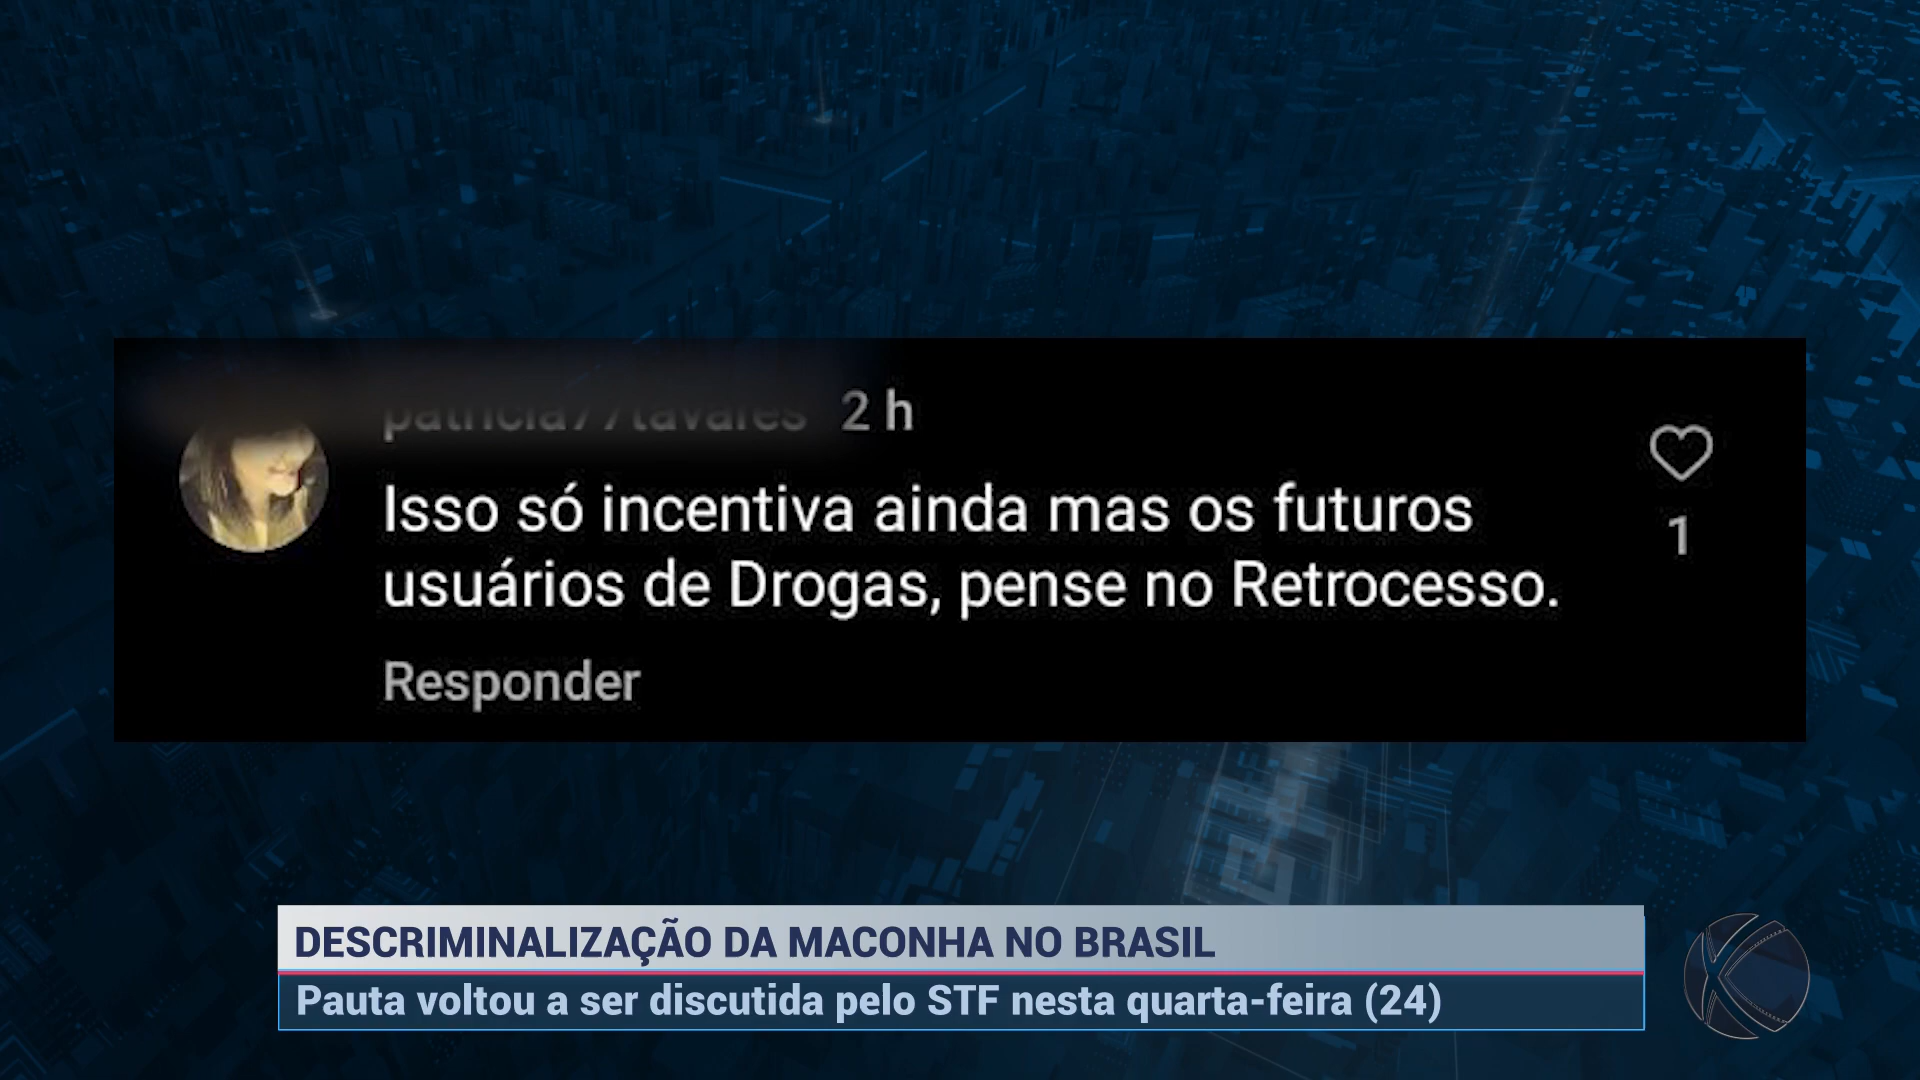 2 h
Isso só incentiva ainda mas os futuros
usuários de Drogas, pense no Retrocesso.
1
Responder
DESCRIMINALIZAÇÃO DA MACONHA NO BRASIL
Pauta voltou a ser discutida pelo STF nesta quarta-feira (24)